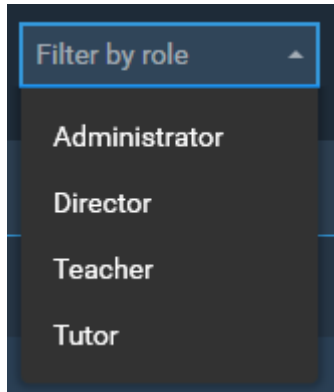 Filter by role
Administrator
Director
Teacher
Tutor